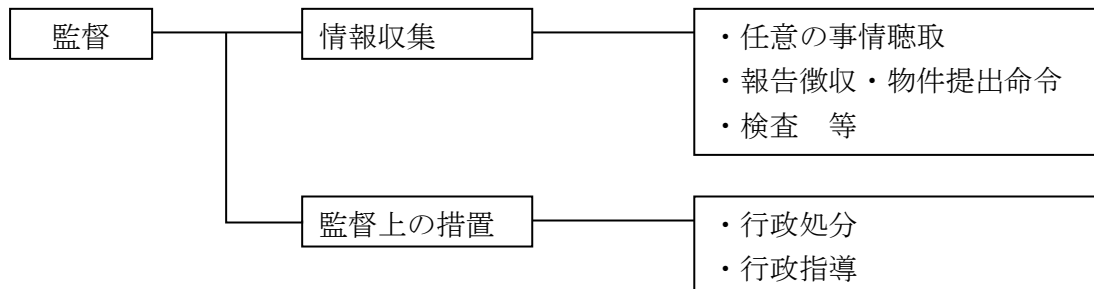 監督
情報収集
・任意の事情聴取
・報告徴収・物件提出命令
・検査　等
監督上の措置
・行政処分
・行政指導